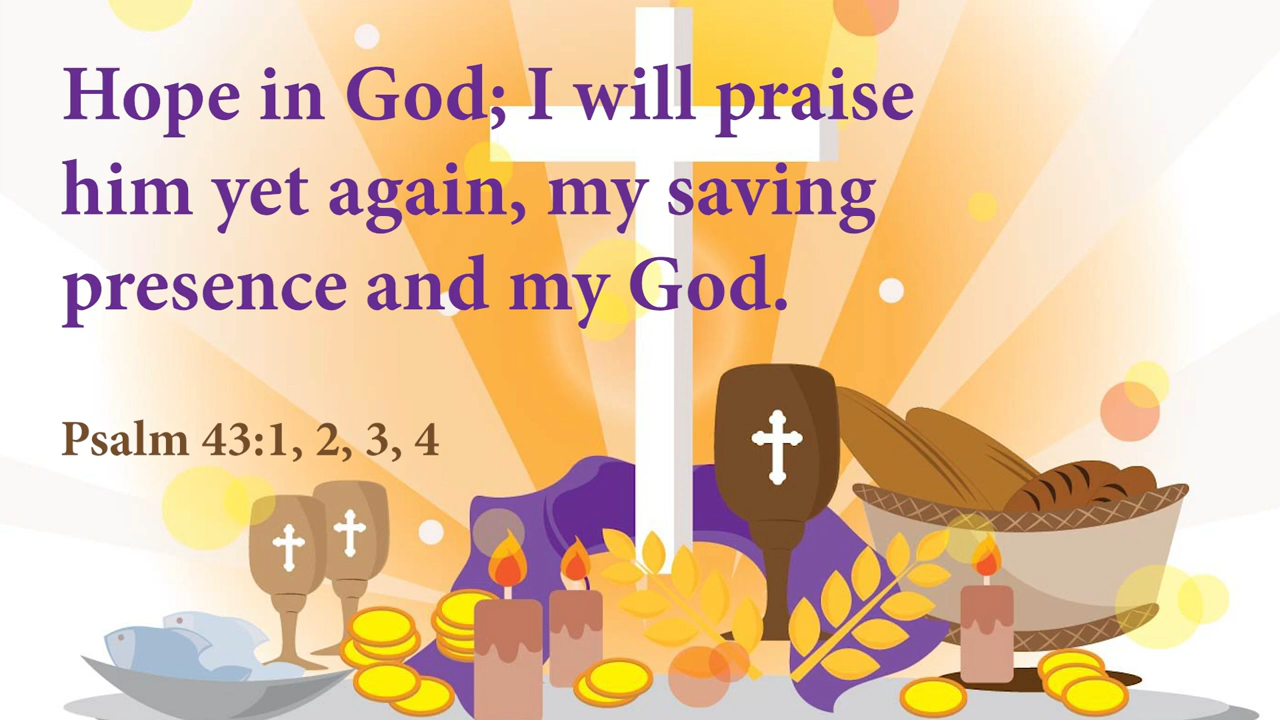 Hope in God; I will praise
him yet again, my saving
presence and my God.
Psalm 43:1, 2, 3, 4